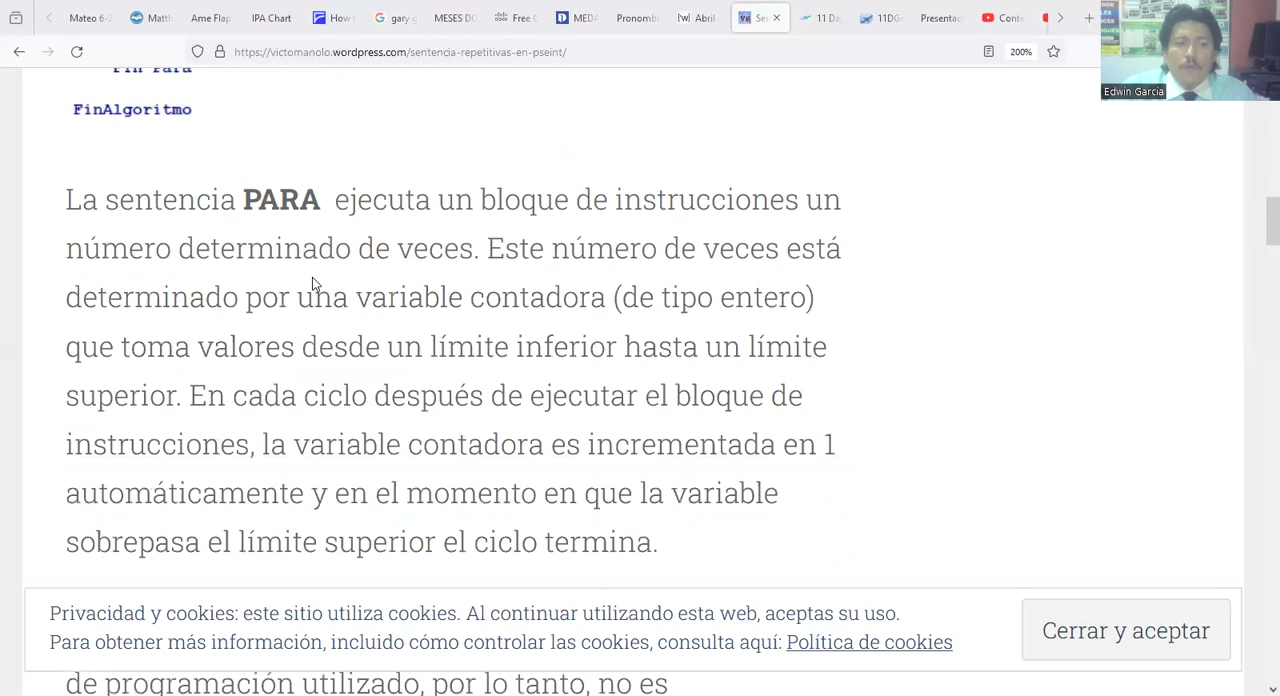 Mateo 6-2
Matth
Ame Flap
IPA Chart
How t
gary g
MESES DO
Free C
MEDA
Pronomb
Abril
Ser
11 Da
11DG
Presentac
Conte
https://victomanolo.wordpress.com/sentencia-repetitivas-en-pseint/
200%
Edwin Garcia
Fin Para
FinAlgoritmo
La sentencia PARA ejecuta un bloque de instrucciones un
número determinado de veces. Este número de veces está
determinado por una variable contadora (de tipo entero)
que toma valores desde un límite inferior hasta un límite
superior. En cada ciclo después de ejecutar el bloque de
instrucciones, la variable contadora es incrementada en 1
automáticamente y en el momento en que la variable
sobrepasa el límite superior el ciclo termina.
Privacidad y cookies: este sitio utiliza cookies. Al continuar utilizando esta web, aceptas su uso.
Para obtener más información, incluido cómo controlar las cookies, consulta aquí: Política de cookies
Cerrar y aceptar
de programación utilizado, por lo tanto, no es